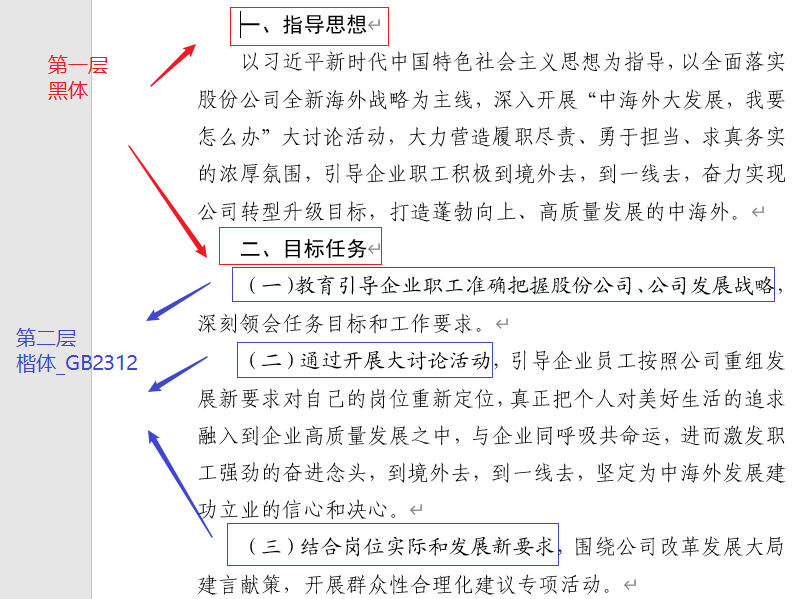 一、指导思想↵
第一层
黑体
以习近平新时代中国特色社会主义思想为指导，以全面落实
股份公司全新海外战略为主线，深入开展“中海外大发展，我要
怎么办”大讨论活动，大力营造履职尽责、勇于担当、求真务实
的浓厚氛围，引导企业职工积极到境外去，到一线去，奋力实现
公司转型升级目标，打造蓬勃向上、高质量发展的中海外。↵
二、目标任务↵
（一）教育引导企业职工准确把握股份公司、公司发展战略，
深刻领会任务目标和工作要求。↵
第二层
楷体_GB2312
（二）通过开展大讨论活动，引导企业员工按照公司重组发
展新要求对自己的岗位重新定位，真正把个人对美好生活的追求
融入到企业高质量发展之中，与企业同呼吸共命运，进而激发职
工强劲的奋进念头，到境外去，到一线去，坚定为中海外发展建
功立业的信心和决心。↵
（三）结合岗位实际和发展新要求，围绕公司改革发展大局
建言献策，开展群众性合理化建议专项活动。↵